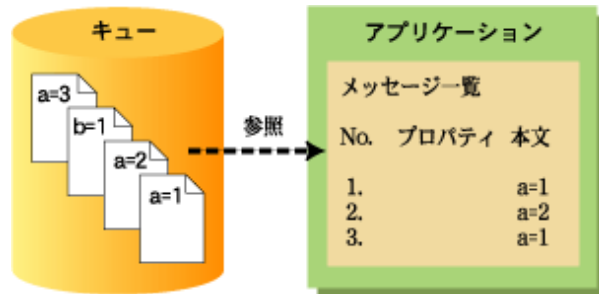 キュー
a=3
b=1
a=2
a=1
参照
アプリケーション
メッセージ一覧
No. プロパティ 本文
1. a=1
2. a=2
3. a=1